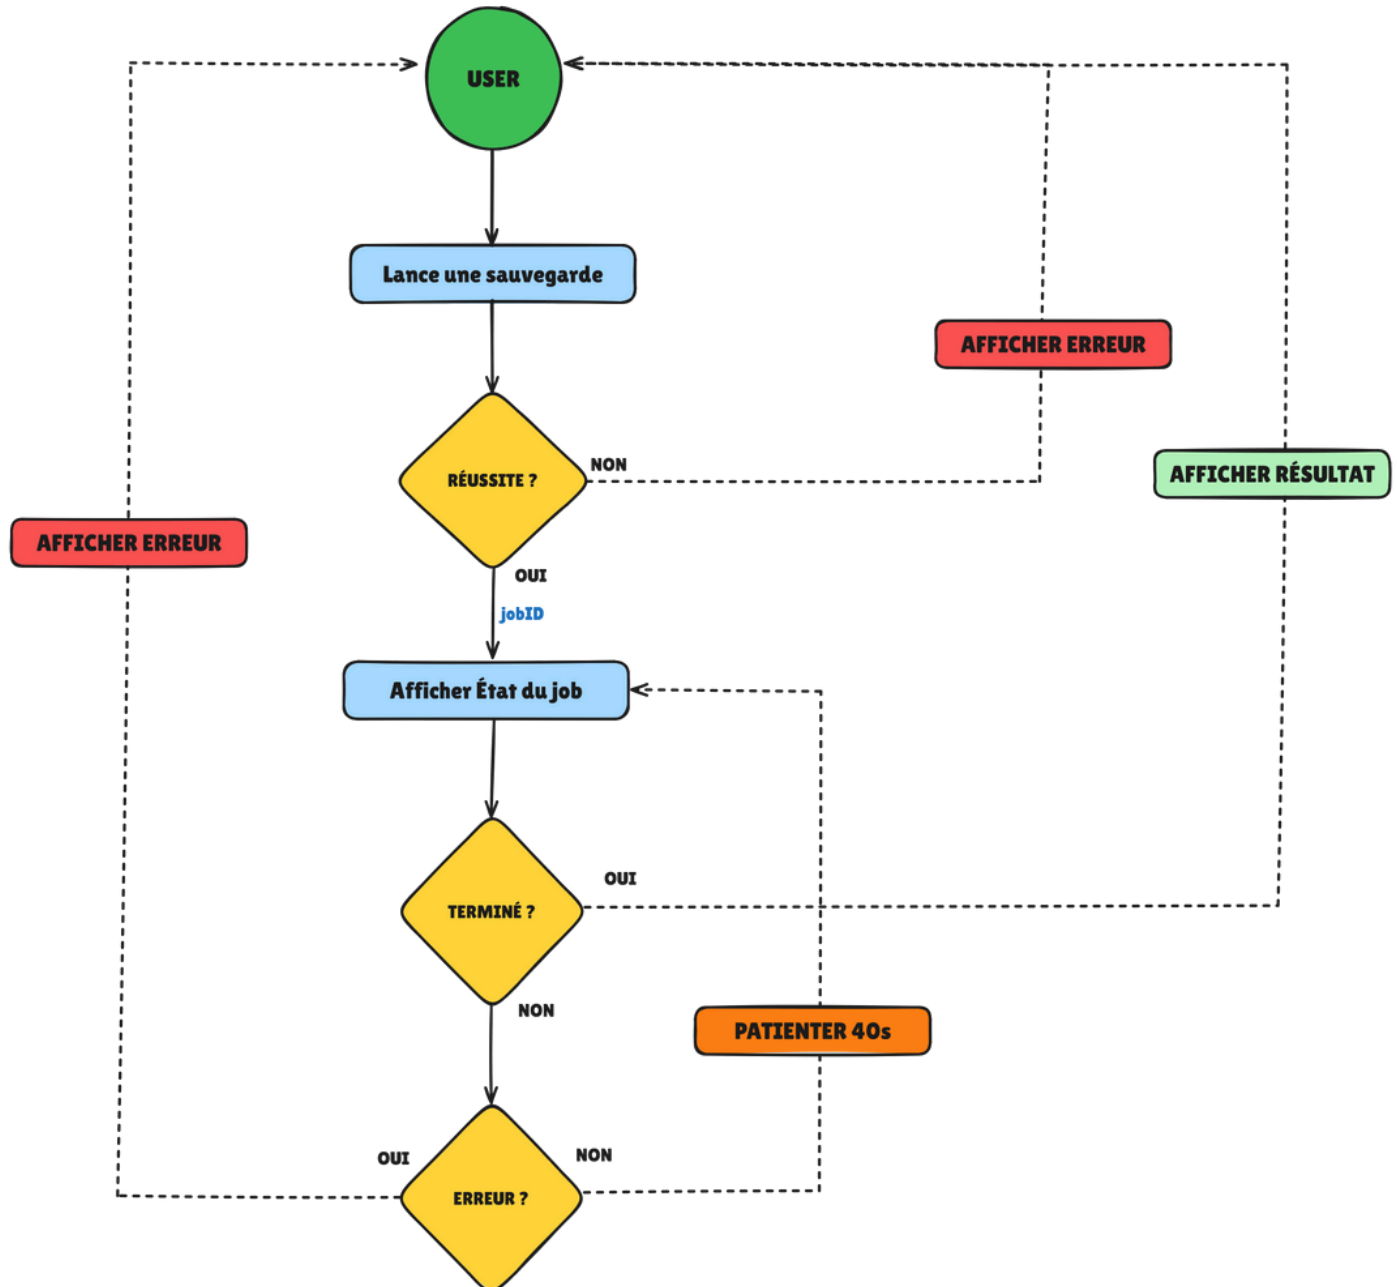 USER
Lance une sauvegarde
AFFICHER ERREUR
RÉUSSITE ?
NON
AFFICHER RÉSULTAT
AFFICHER ERREUR
OUI
jobID
Afficher État du job
TERMINÉ ?
OUI
NON
PATIENTER 40s
OUI
NON
ERREUR ?